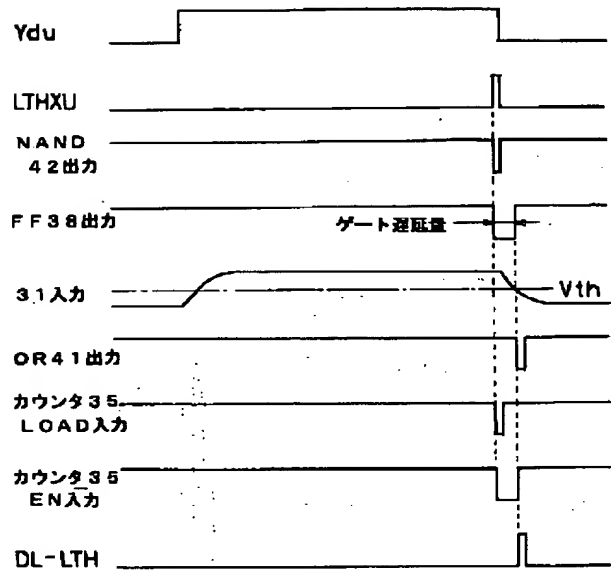 Ydu
LTHXU
NAND
42出力
FF38出力
ゲート遅延量
31入力
Vth
OR41出力
カウンタ35
LOAD入力
カウンタ35
EN入力
DL-LTH